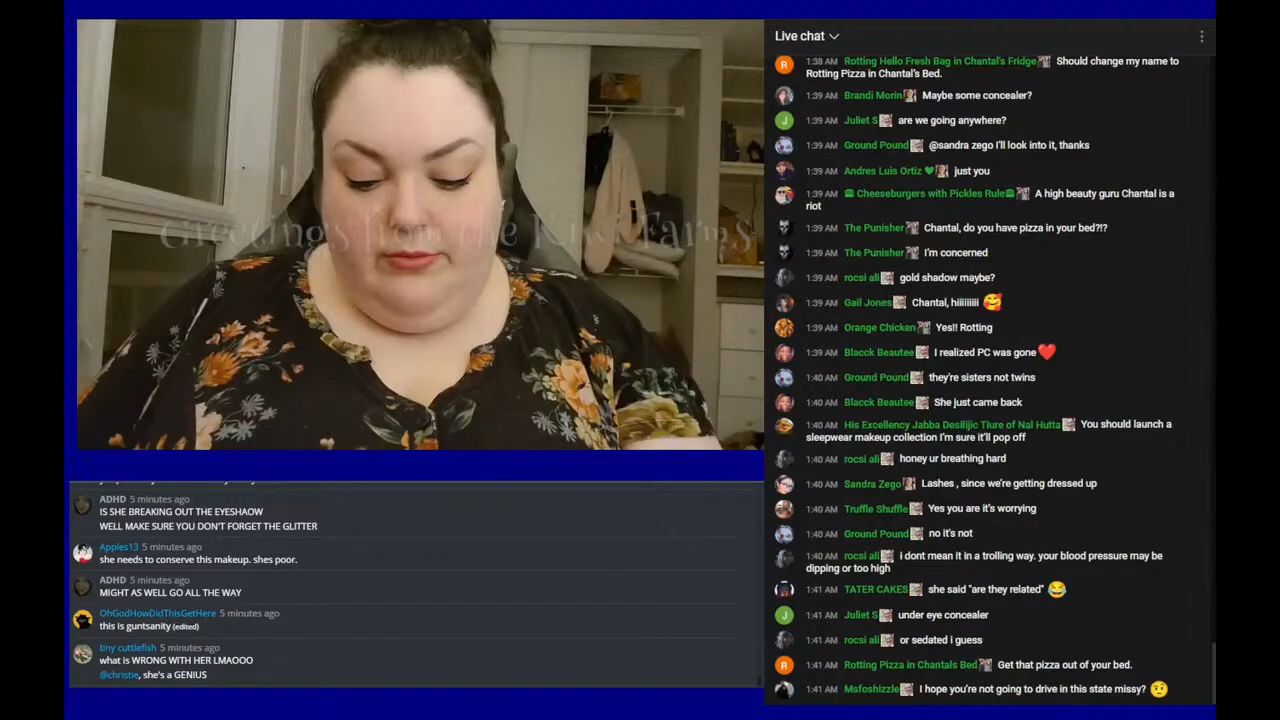 Greetings from the Kiwi Farms
Live chat
1:38 AM Rotting Hello Fresh Bag in Chantal's Fridge Should change my name to
Rotting Pizza in Chantal's Bed.
1:39 AM Brandi Morin Maybe some concealer?
1:39 AM Juliet S are we going anywhere?
1:39 AM Ground Pound @sandra zego I'll look into it, thanks
1:39 AM Andres Luis Ortiz just you
1:39 AM Cheeseburgers with Pickles Rule A high beauty guru Chantal is a
riot
1:39 AM The Punisher Chantal, do you have pizza in your bed?!?
1:39 AM The Punisher I'm concerned
1:39 AM rocsi ali gold shadow maybe?
1:39 AM Gail Jones Chantal, hiiiiiiiii
1:39 AM Orange Chicken Yes!! Rotting
1:39 AM Blacck Beautee I realized PC was gone
1:40 AM Ground Pound they're sisters not twins
1:40 AM Blacck Beautee She just came back
1:40 AM His Excellency Jabba Desilijic Tlure of Nal Hutta You should launch a
sleepwear makeup collection I'm sure it'll pop off
1:40 AM rocsi ali honey ur breathing hard
1:40 AM Sandra Zego Lashes , since we're getting dressed up
1:40 AM Truffle Shuffle Yes you are it's worrying
1:40 AM Ground Pound no it's not
1:40 AM rocsi ali i dont mean it in a trolling way. your blood pressure may be
dipping or too high
1:41 AM TATER CAKES she said "are they related"
1:41 AM Juliet S under eye concealer
1:41 AM rocsi ali or sedated i guess
1:41 AM Rotting Pizza in Chantals Bed Get that pizza out of your bed.
1:41 AM Msfoshizzle I hope you're not going to drive in this state missy?
ADHD 5 minutes ago
IS SHE BREAKING OUT THE EYESHAOW
WELL MAKE SURE YOU DON'T FORGET THE GLITTER
Apples13 5 minutes ago
she needs to conserve this makeup. shes poor.
ADHD 5 minutes ago
MIGHT AS WELL GO ALL THE WAY
OhGodHowDidThisGetHere 5 minutes ago
this is guntsanity (edited)
tiny cuttlefish 5 minutes ago
what is WRONG WITH HER LMAOOO
@christie, she's a GENIUS